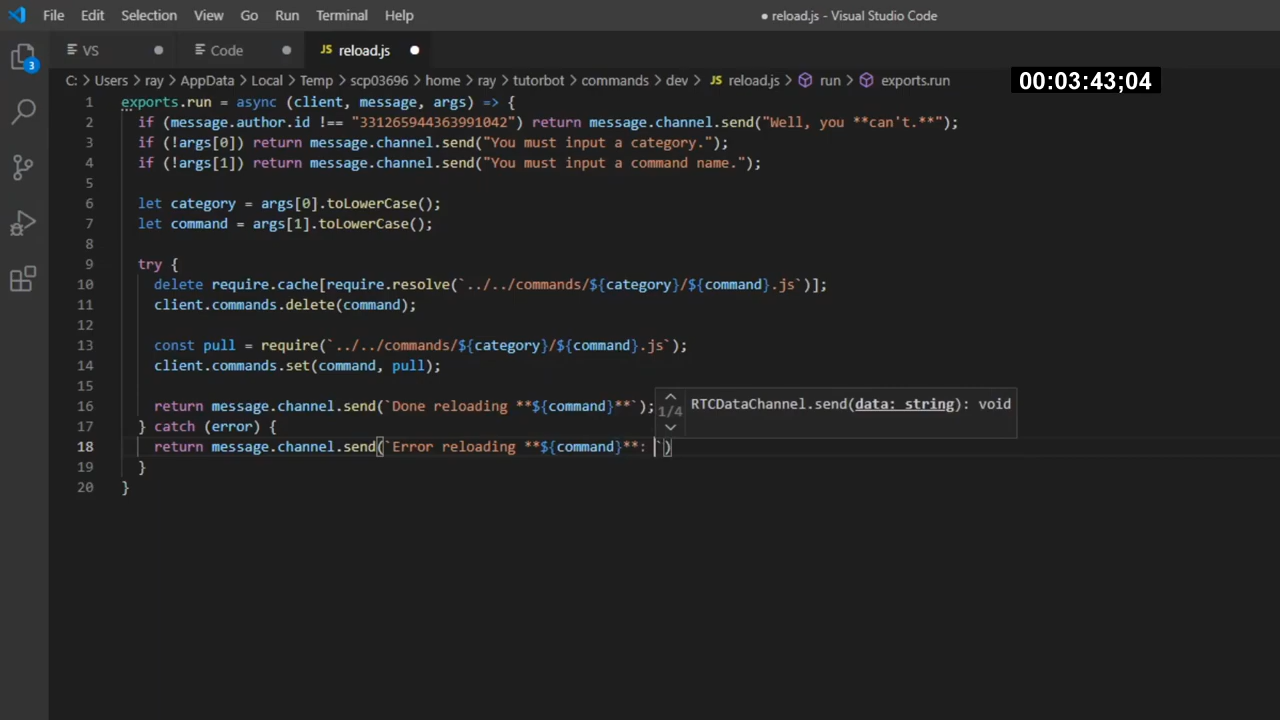 File Edit Selection View Go Run Terminal Help ● reload.js - Visual Studio Code
VS ● Code ● JS reload.js ●
3
C: > Users > ray > AppData > Local > Temp > scp03696 > home > ray > tutorbot > commands > dev > JS reload.js > run > exports.run
00:03:43;04
1 exports.run = async (client, message, args) => {
2 if (message.author.id !== "331265944363991042") return message.channel.send("Well, you **can't.**");
3 if (!args[0]) return message.channel.send("You must input a category.");
4 if (!args[1]) return message.channel.send("You must input a command name.");
5
6 let category = args[0].toLowerCase();
7 let command = args[1].toLowerCase();
8
9 try {
10 delete require.cache[require.resolve(`../../commands/${category}/${command}.js`)];
11 client.commands.delete(command);
12
13 const pull = require(`../../commands/${category}/${command}.js`);
14 client.commands.set(command, pull);
15
16 return message.channel.send(`Done reloading **${command}**`);
1/4 RTCDataChannel.send(data: string): void
17 } catch (error) {
18 return message.channel.send(`Error reloading **${command}**: `)
19 }
20 }